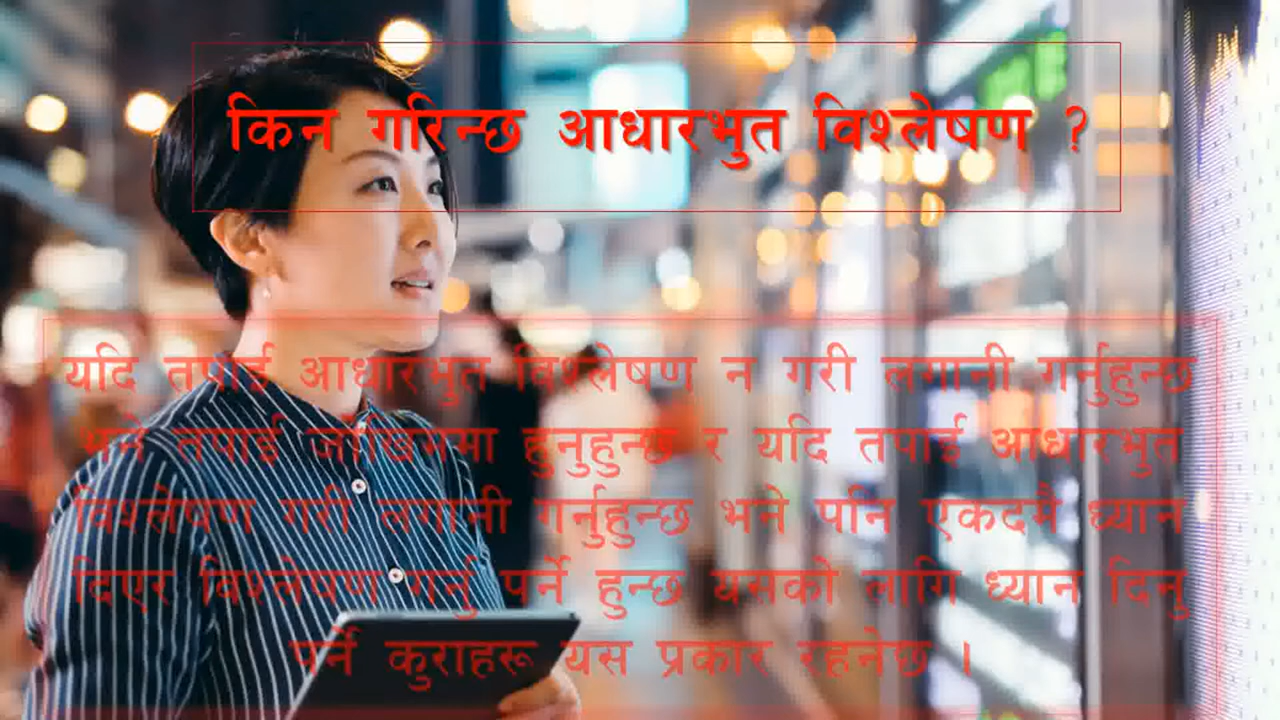 किन गरिन्छ आधारभुत विश्लेषण ?
यदि तपाई आधारभुत विश्लेषण न गरी लगानी गर्नुहुन्छ
भने तपाई जोखिममा हुनुहुन्छ र यदि तपाई आधारभुत
विश्लेषण गरी लगानी गर्नुहुन्छ भने पनि एकदमै ध्यान
दिएर विश्लेषण गर्नु पर्ने हुन्छ यसको लागि ध्यान दिनु
पर्ने कुराहरू यस प्रकार रहनेछ ।